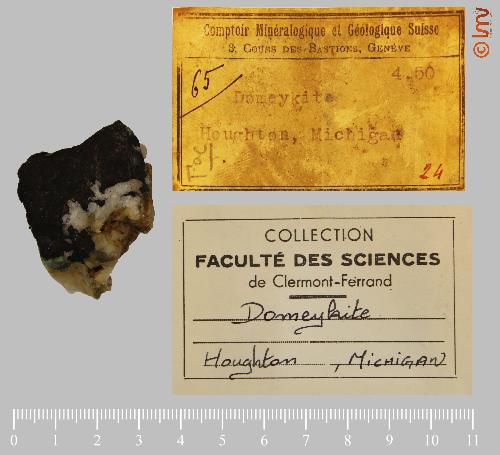 Comptoir Minéralogique et Géologique Suisse
3, Cours des Bastions, Genève
65
4.50
Domeykite
Houghton, Michigan
24
© lmv
COLLECTION
FACULTÉ DES SCIENCES
de Clermont-Ferrand
Domeykite
Houghton, MICHIGAN
0 1 2 3 4 5 6 7 8 9 10 11